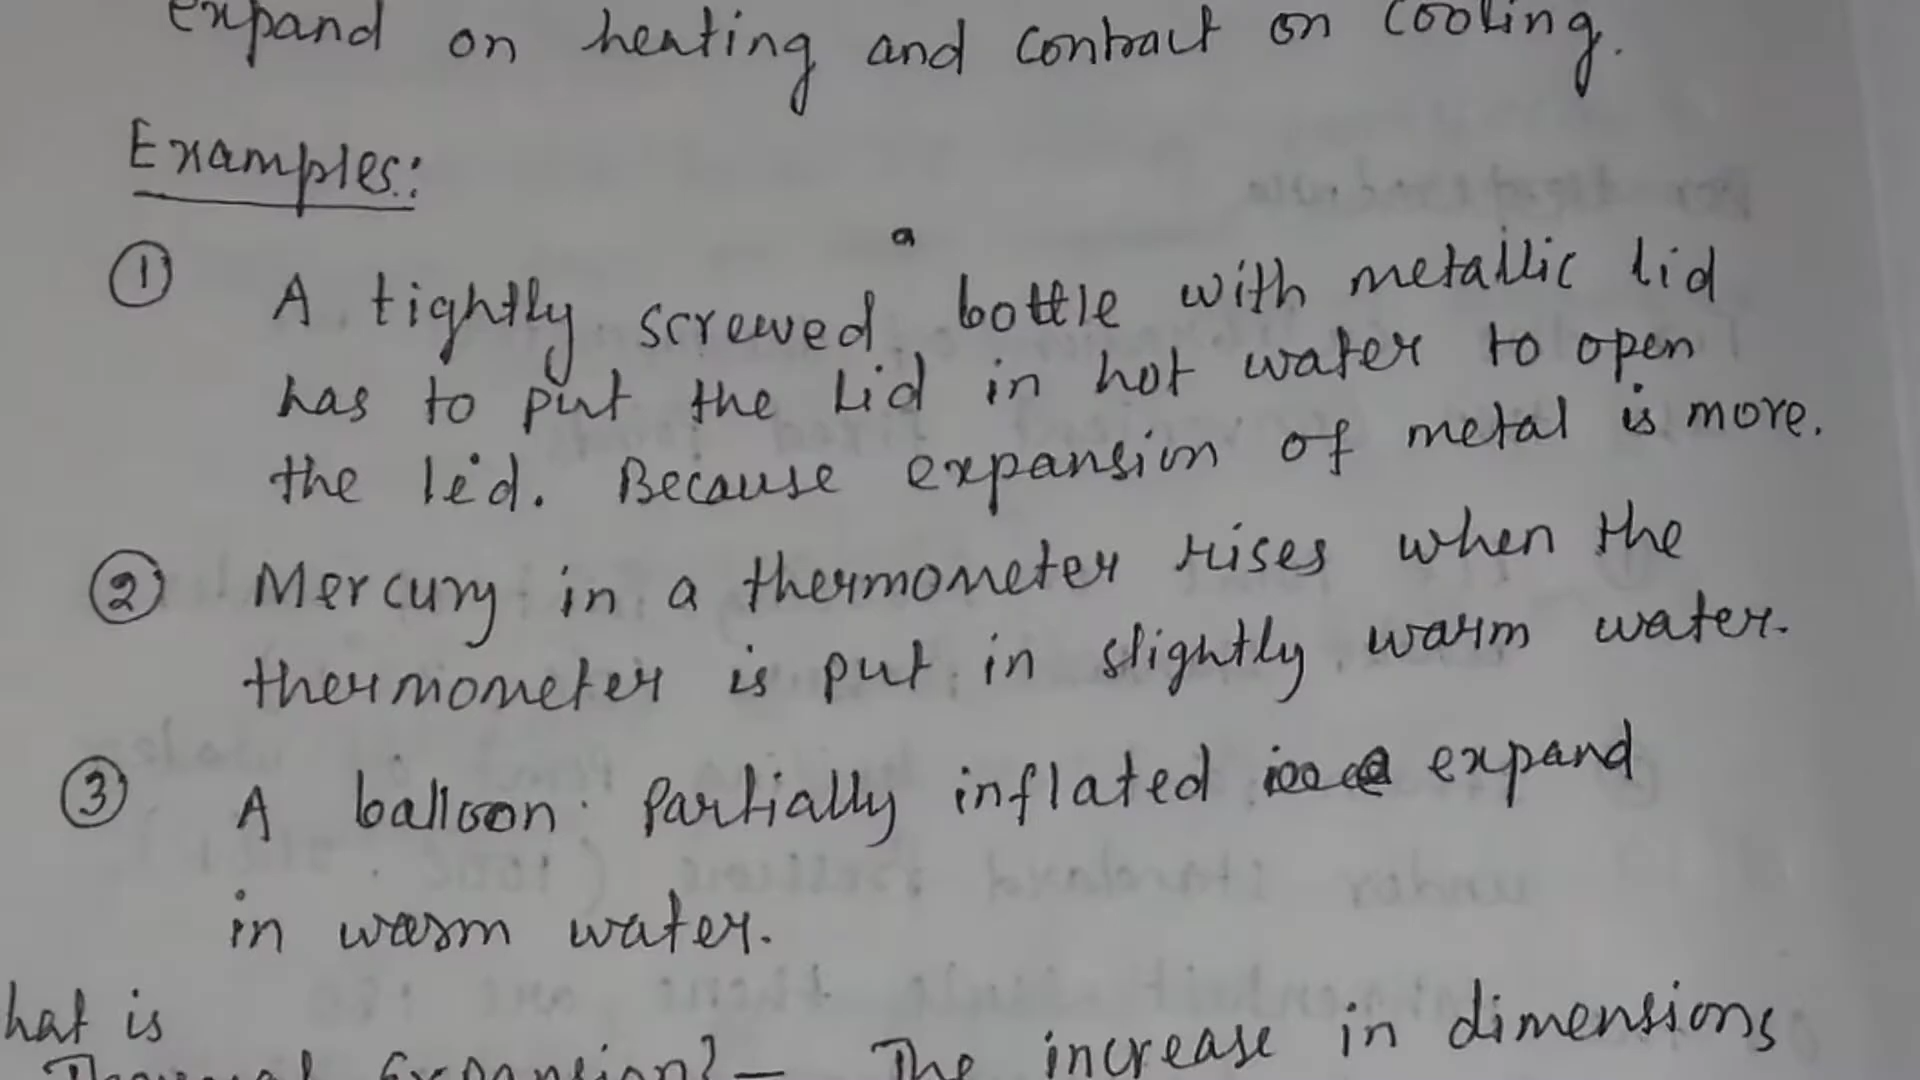 expand on heating and contract on cooling.
Examples:
a
① A tightly screwed bottle with metallic lid
has to put the lid in hot water to open
the lid. Because expansion of metal is more.
② Mercury in a thermometer rises when the
thermometer is put in slightly warm water.
③ A balloon partially inflated expand
in warm water.
hat is
Thermal Expansion? – The increase in dimensions